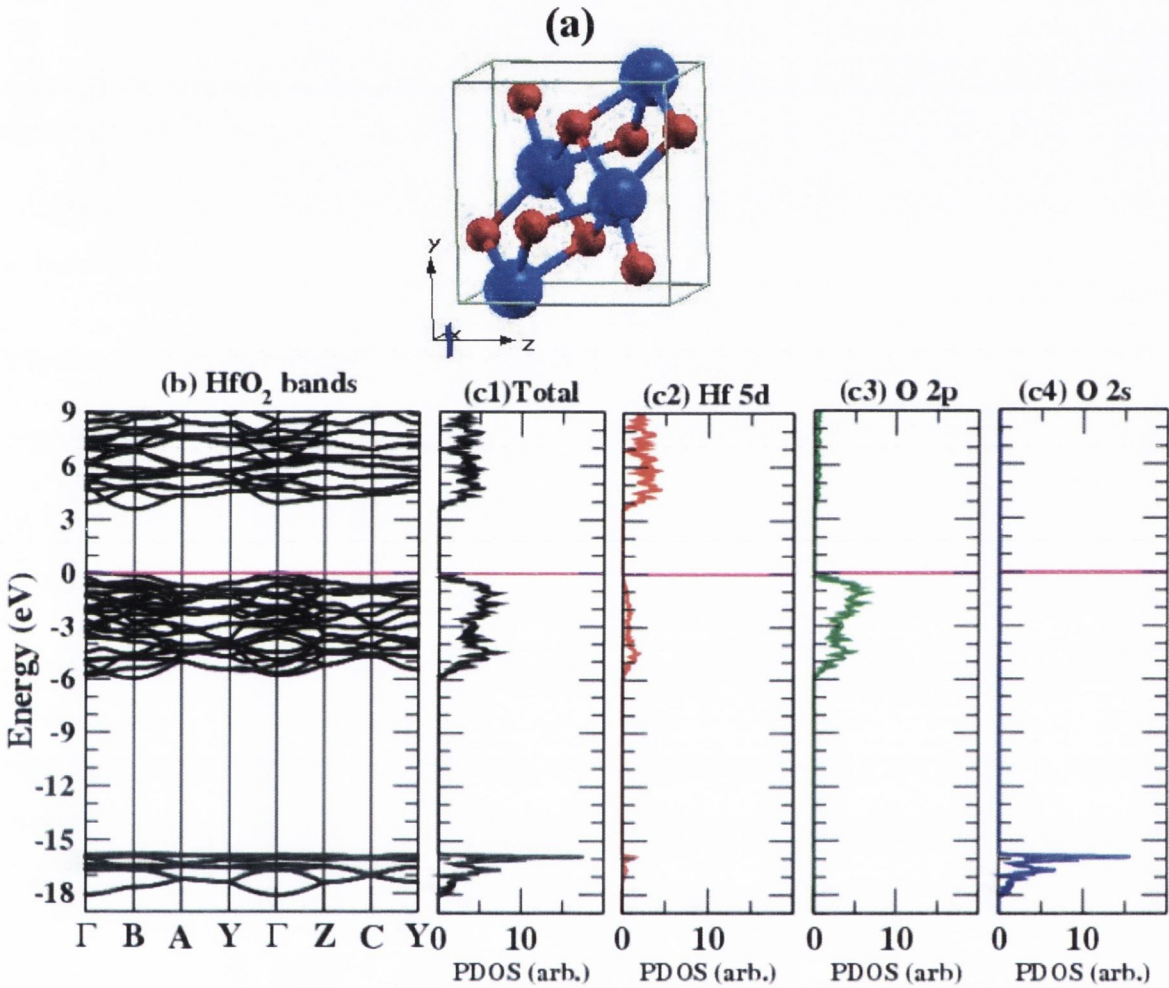 (a)
y
x
z
(b) HfO₂ bands
(c1)Total
(c2) Hf 5d
(c3) O 2p
(c4) O 2s
Energy (eV)
9
6
3
0
-3
-6
-9
-12
-15
-18
Γ B A Y Γ Z C Y
0 10
0 10
0 10
0 10
PDOS (arb.)
PDOS (arb.)
PDOS (arb)
PDOS (arb.)